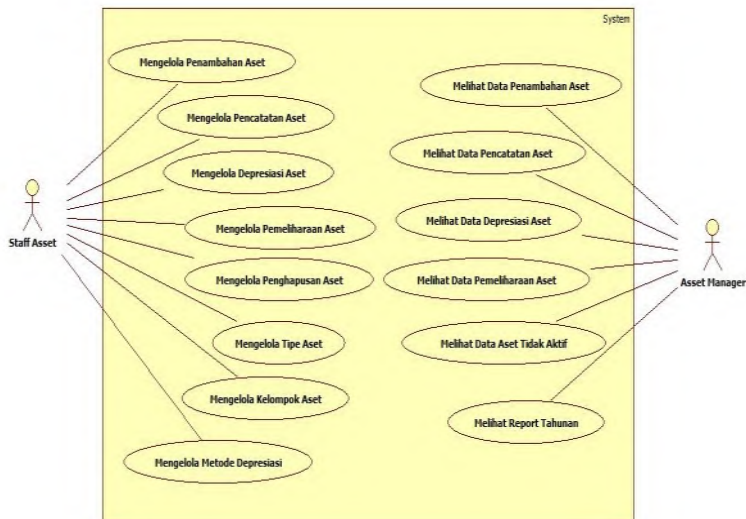 System
Mengelola Penambahan Aset
Mengelola Pencatatan Aset
Mengelola Depresiasi Aset
Mengelola Pemeliharaan Aset
Mengelola Penghapusan Aset
Mengelola Tipe Aset
Mengelola Kelompok Aset
Mengelola Metode Depresiasi
Staff Asset
Melihat Data Penambahan Aset
Melihat Data Pencatatan Aset
Melihat Data Depresiasi Aset
Melihat Data Pemeliharaan Aset
Melihat Data Aset Tidak Aktif
Melihat Report Tahunan
Asset Manager